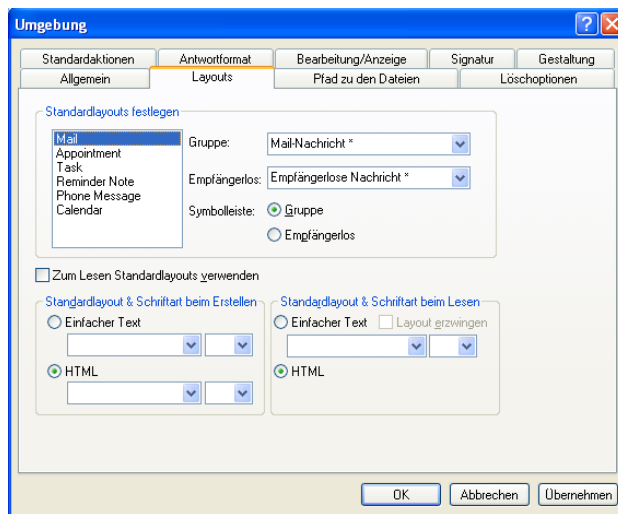 Umgebung
Standardaktionen Antwortformat Bearbeitung/Anzeige Signatur Gestaltung
Allgemein Layouts Pfad zu den Dateien Löschoptionen
Standardlayouts festlegen
Mail
Appointment
Task
Reminder Note
Phone Message
Calendar
Gruppe: Mail-Nachricht *
Empfängerlos: Empfängerlose Nachricht *
Symbolleiste: Gruppe
Empfängerlos
Zum Lesen Standardlayouts verwenden
Standardlayout & Schriftart beim Erstellen
Einfacher Text
HTML
Standardlayout & Schriftart beim Lesen
Einfacher Text Layout erzwingen
HTML
OK Abbrechen Übernehmen